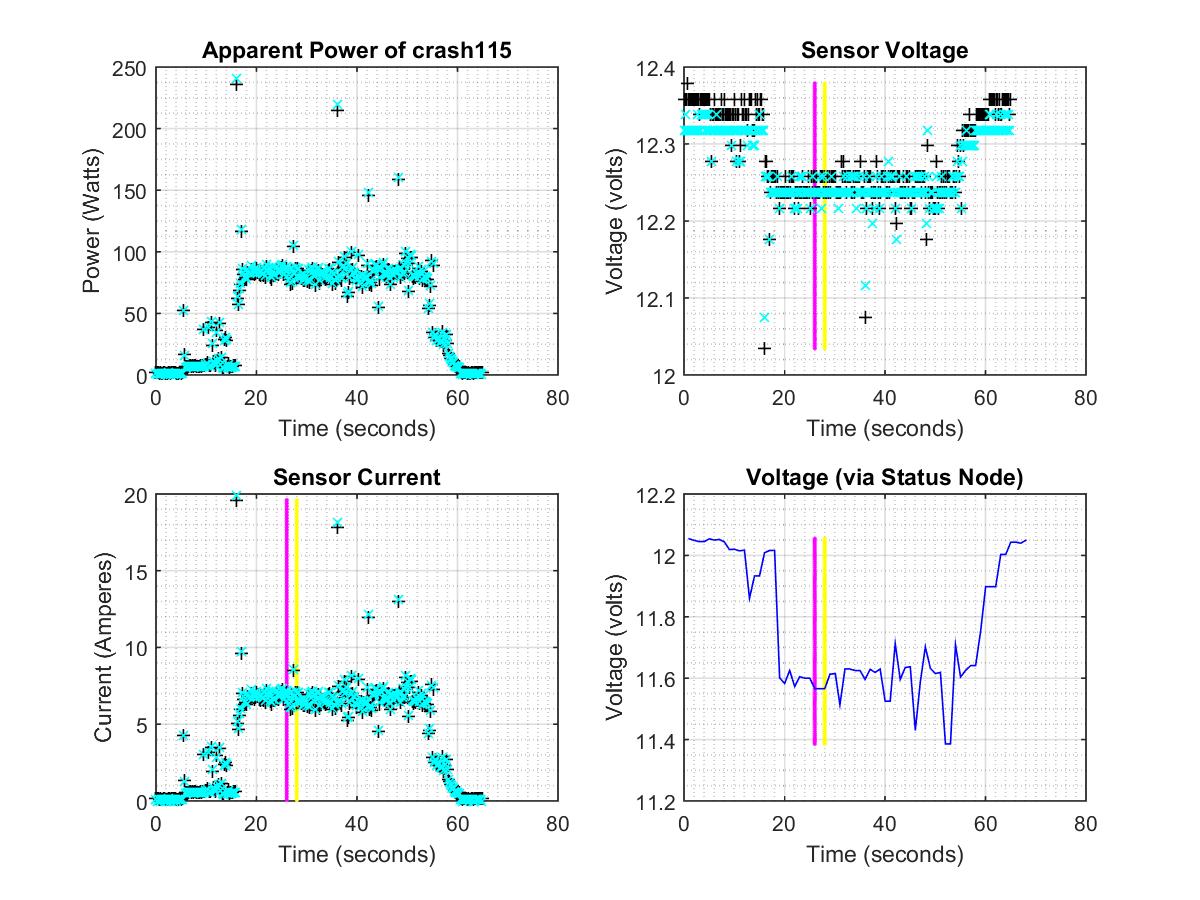 Apparent Power of crash115
250
200
150
100
50
0
Power (Watts)
0 20 40 60 80
Time (seconds)
Sensor Voltage
12.4
12.3
12.2
12.1
12
Voltage (volts)
0 20 40 60 80
Time (seconds)
Sensor Current
20
15
10
5
0
Current (Amperes)
0 20 40 60 80
Time (seconds)
Voltage (via Status Node)
12.2
12
11.8
11.6
11.4
11.2
Voltage (volts)
0 20 40 60 80
Time (seconds)